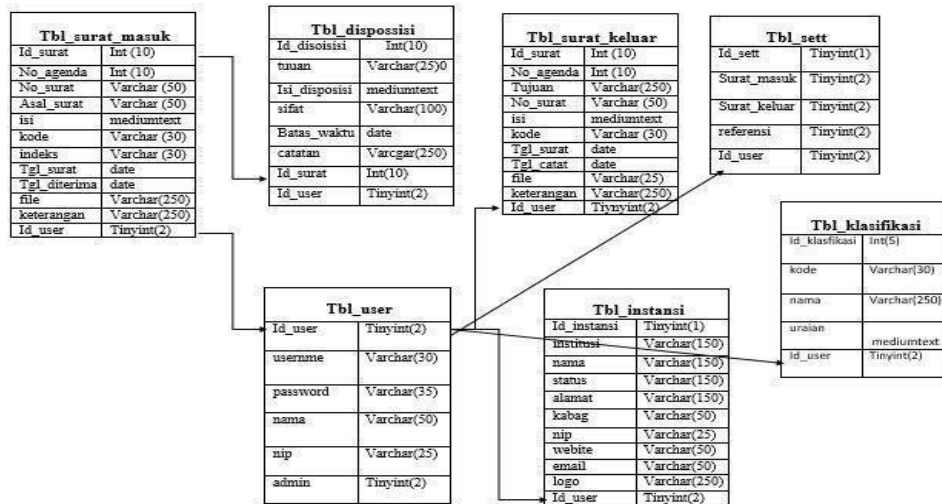 Tbl_surat_masuk
Id_surat Int (10)
No_agenda Int (10)
No_surat Varchar (50)
Asal_surat Varchar (50)
isi mediumtext
kode Varchar (30)
indeks Varchar (30)
Tgl_surat date
Tgl_diterima date
file Varchar(250)
keterangan Varchar(250)
Id_user Tinyint(2)
Tbl_dispossisi
Id_disoisisi Int(10)
tuuan Varchar(25)0
Isi_disposisi mediumtext
sifat Varchar(100)
Batas_waktu date
catatan Varcgar(250)
Id_surat Int(10)
Id_user Tinyint(2)
Tbl_surat_keluar
Id_surat Int (10)
No_agenda Int (10)
Tujuan Varchar(250)
No_surat Varchar (50)
isi mediumtext
kode Varchar (30)
Tgl_surat date
Tgl_catat date
file Varchar(25)
keterangan Varchar(250)
Id_user Tiynyint(2)
Tbl_sett
Id_sett Tinyint(1)
Surat_masuk Tinyint(2)
Surat_keluar Tinyint(2)
referensi Tinyint(2)
Id_user Tinyint(2)
Tbl_klasifikasi
Id_klasfikasi Int(5)
kode Varchar(30)
nama Varchar(250)
uraian mediumtext
Id_user Tinyint(2)
Tbl_user
Id_user Tinyint(2)
usernme Varchar(30)
password Varchar(35)
nama Varchar(50)
nip Varchar(25)
admin Tinyint(2)
Tbl_instansi
Id_instansi Tinyint(1)
institusi Varchar(150)
nama Varchar(150)
status Varchar(150)
alamat Varchar(150)
kabag Varchar(50)
nip Varchar(25)
webite Varchar(50)
email Varchar(50)
logo Varchar(250)
Id_user Tinyint(2)